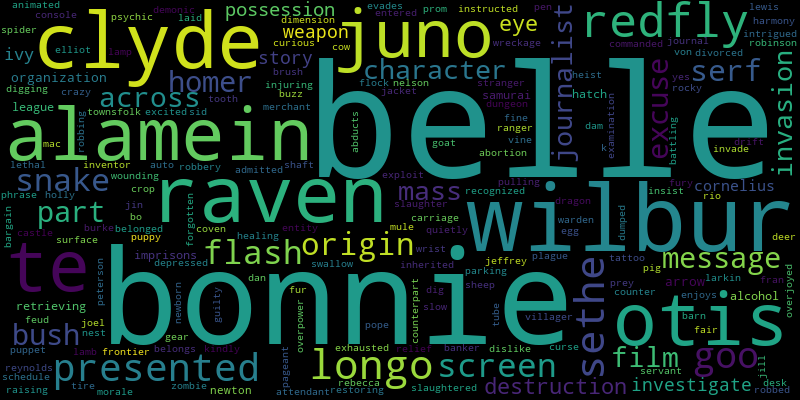 animated
console
psychic
laid
possession
prom
instructed
pen
lewis
demonic
dimension
evades
entered
weapon
eye
redfly
harmony
spider
clyde
juno
intrigued
ivy
elliot
lamp
curious
cow
wreckage
commanded
journal
robinson
von
divorced
organization
homer
story
brush
character
journalist
heist
yes
rocky
serf
digging
crazy
tooth
injuring
flock
nelson
stranger
excuse
invasion
league
across
merchant
buzz
jacket
samurai
hatch
townsfolk
excited
sid
belle
dungeon
alamein
robbing
fine
ranger
dam
examination
battling
drift
mac
abducts
goat
vine
k
invade
lethal
inventor
auto
robbery
admitted
shaft
exploit
abortion
snake
wounding
raven
mass
pulling
recognized
insist
fury
cornelius
phrase
holly
crop
slaughter
dragon
rio
bargain
part
jin
bo
coven
entity
mule
carriage
wilbur
warden
egg
dumped
deer
castle
burke
belonged
forgotten
healing
origin
quietly
surface
puppy
flash
wrist
plague
tattoo
message
te
imprisons
depressed
swallow
inherited
jeffrey
sethe
pig
larkin
fran
overjoyed
bonnie
dan
parking
prey
arrow
peterson
newborn
guilty
fur
overpower
counterpart
dig
sheep
counter
enjoys
alcohol
retrieving
slow
tube
otis
barn
feud
joel
gear
pope
villager
fair
bush
nest
exhausted
relief
banker
dislike
curse
film
goo
puppet
lamb
frontier
belongs
kindly
longo
screen
servant
jill
reynolds
presented
pageant
rebecca
slaughtered
destruction
investigate
desk
schedule
tire
zombie
newton
attendant
restoring
robbed
raising
morale